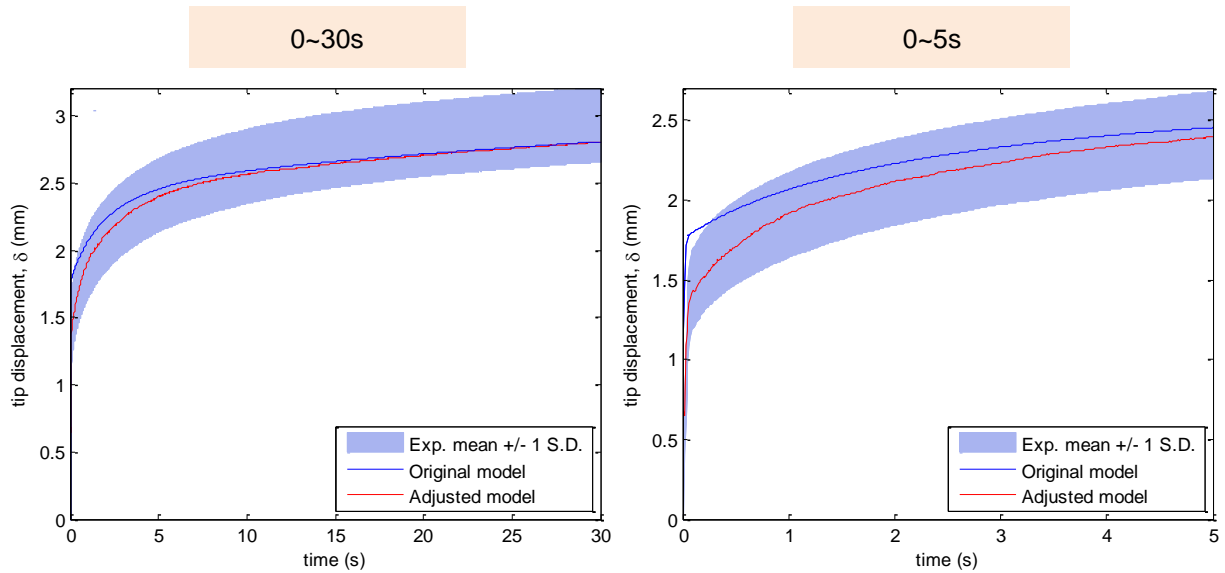 0~30s
0~5s
3
2.5
2
1.5
1
0.5
0
tip displacement, δ (mm)
0 5 10 15 20 25 30
time (s)
Exp. mean +/- 1 S.D.
Original model
Adjusted model
2.5
2
1.5
1
0.5
0
tip displacement, δ (mm)
0 1 2 3 4 5
time (s)
Exp. mean +/- 1 S.D.
Original model
Adjusted model